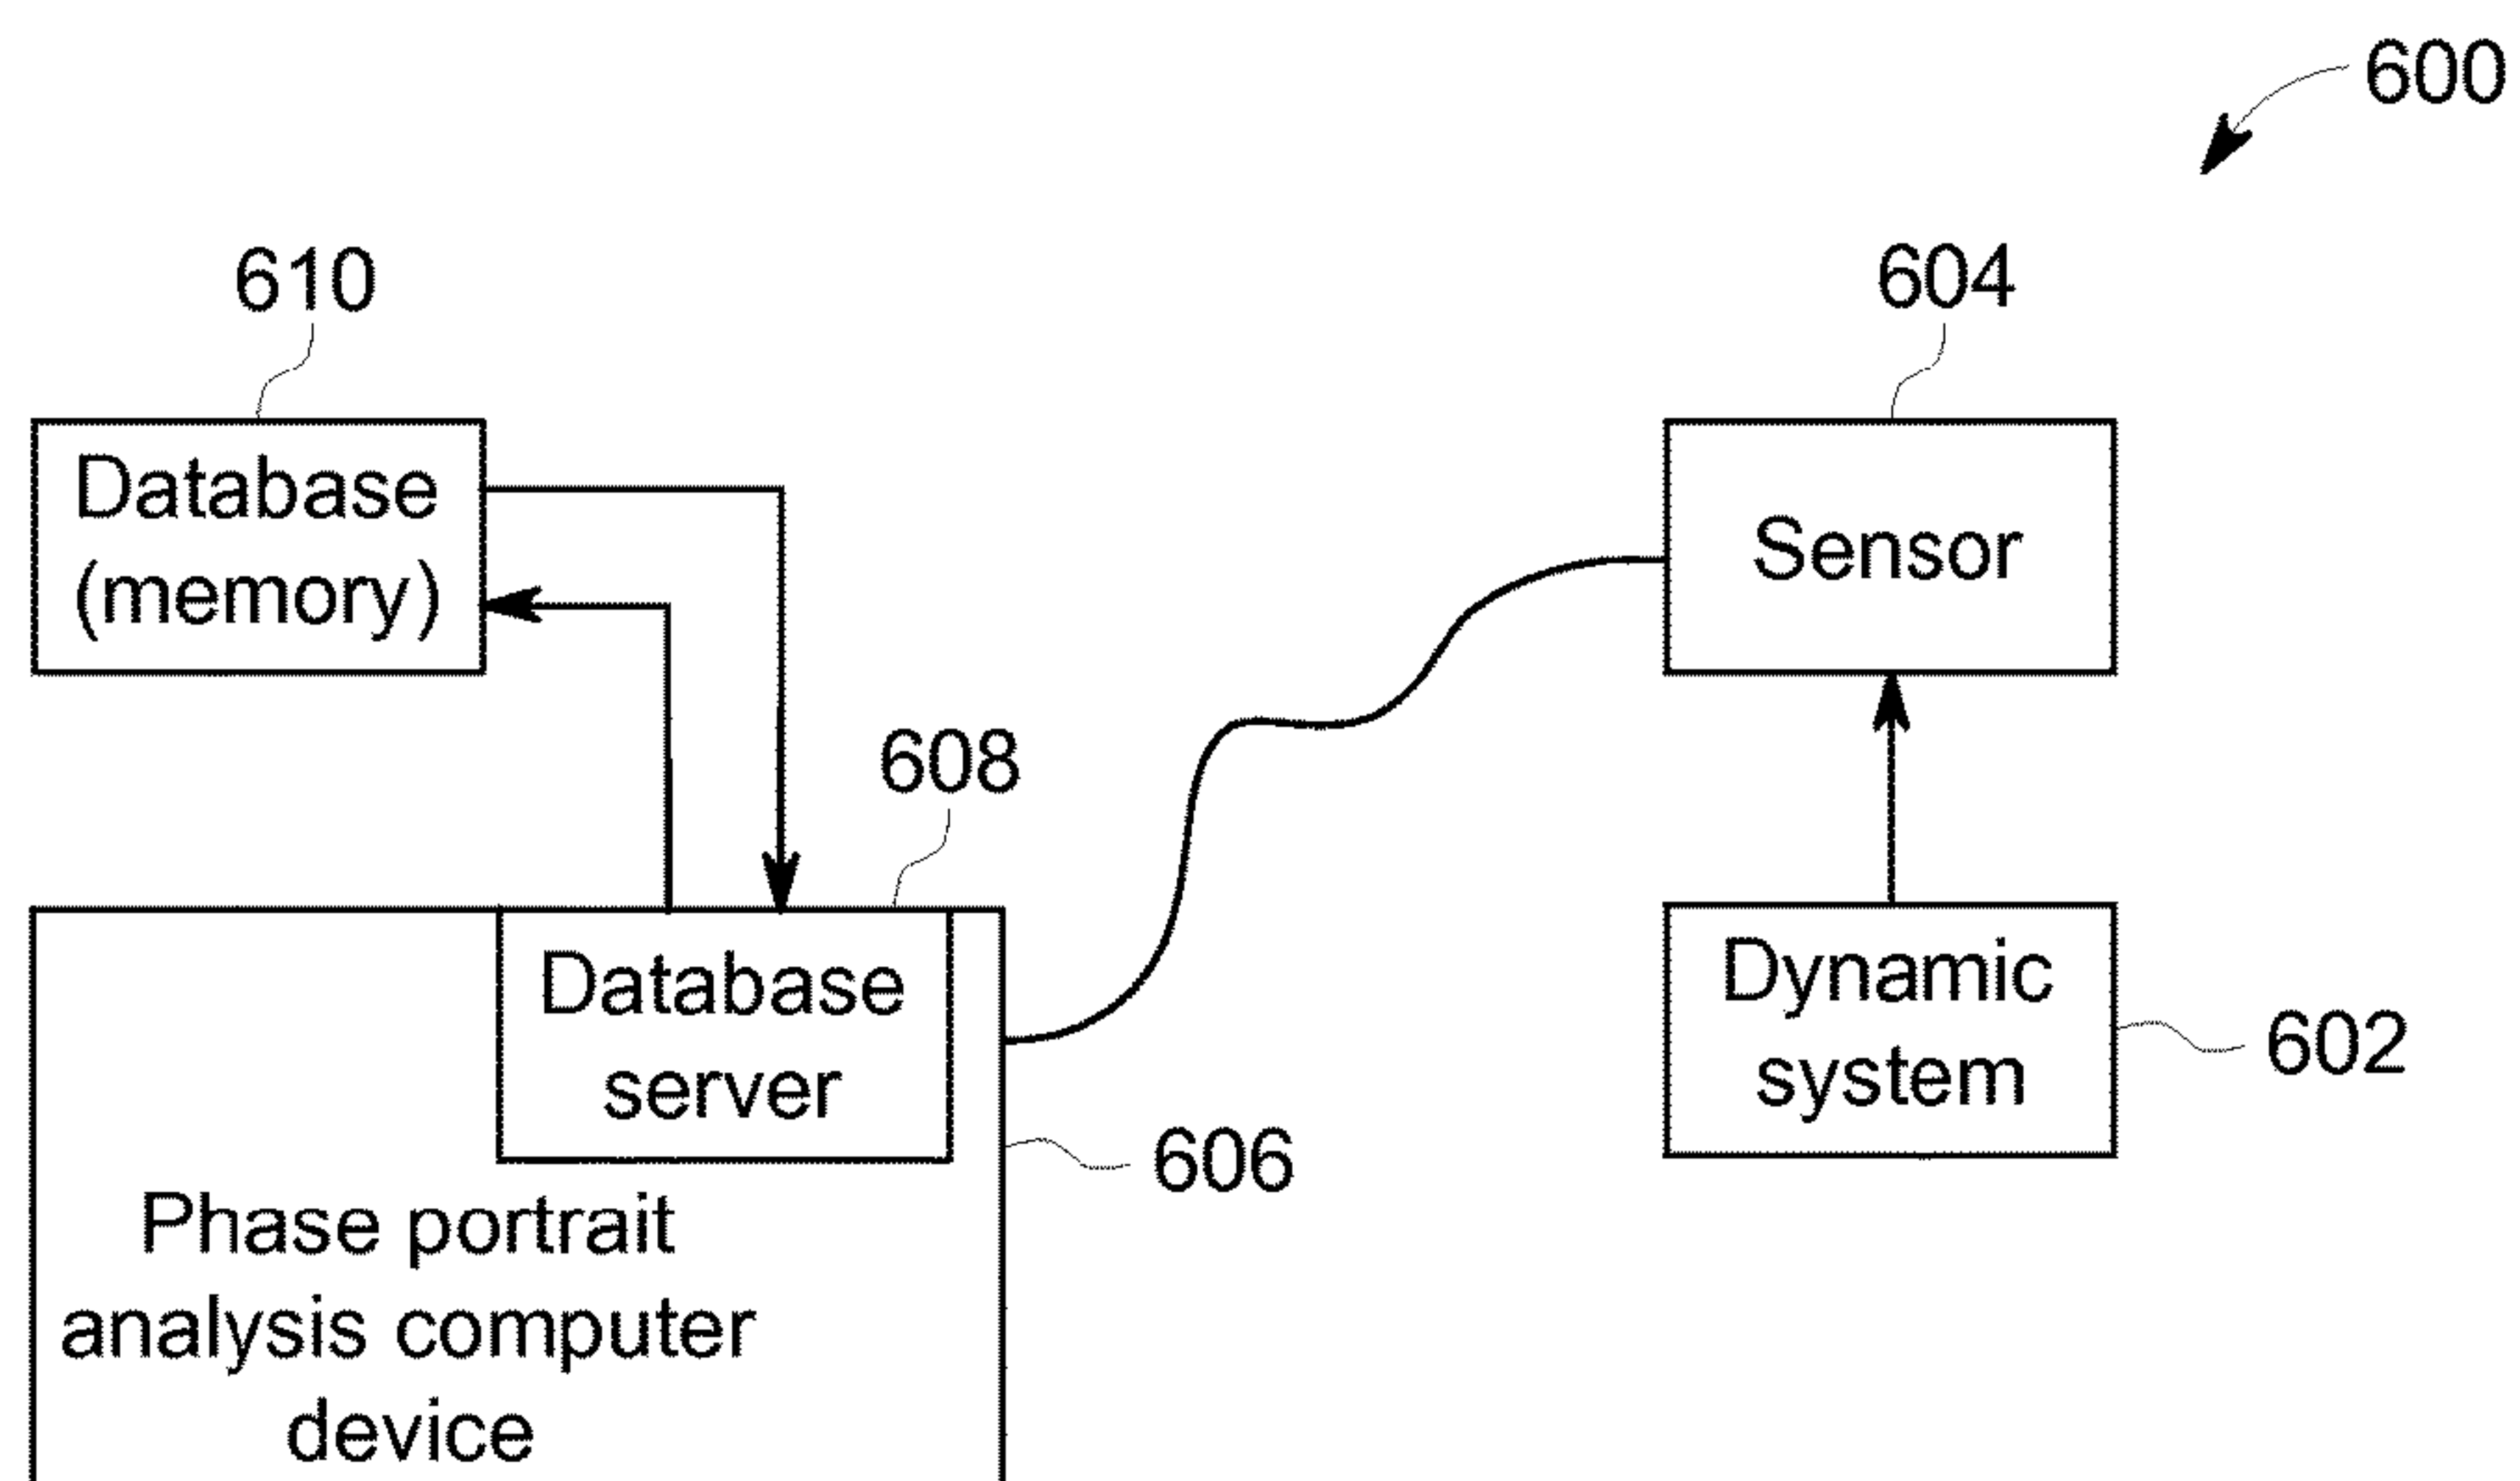 600
610
604
Database
(memory)
Sensor
608
Database
server
Dynamic
system
602
606
Phase portrait
analysis computer
device